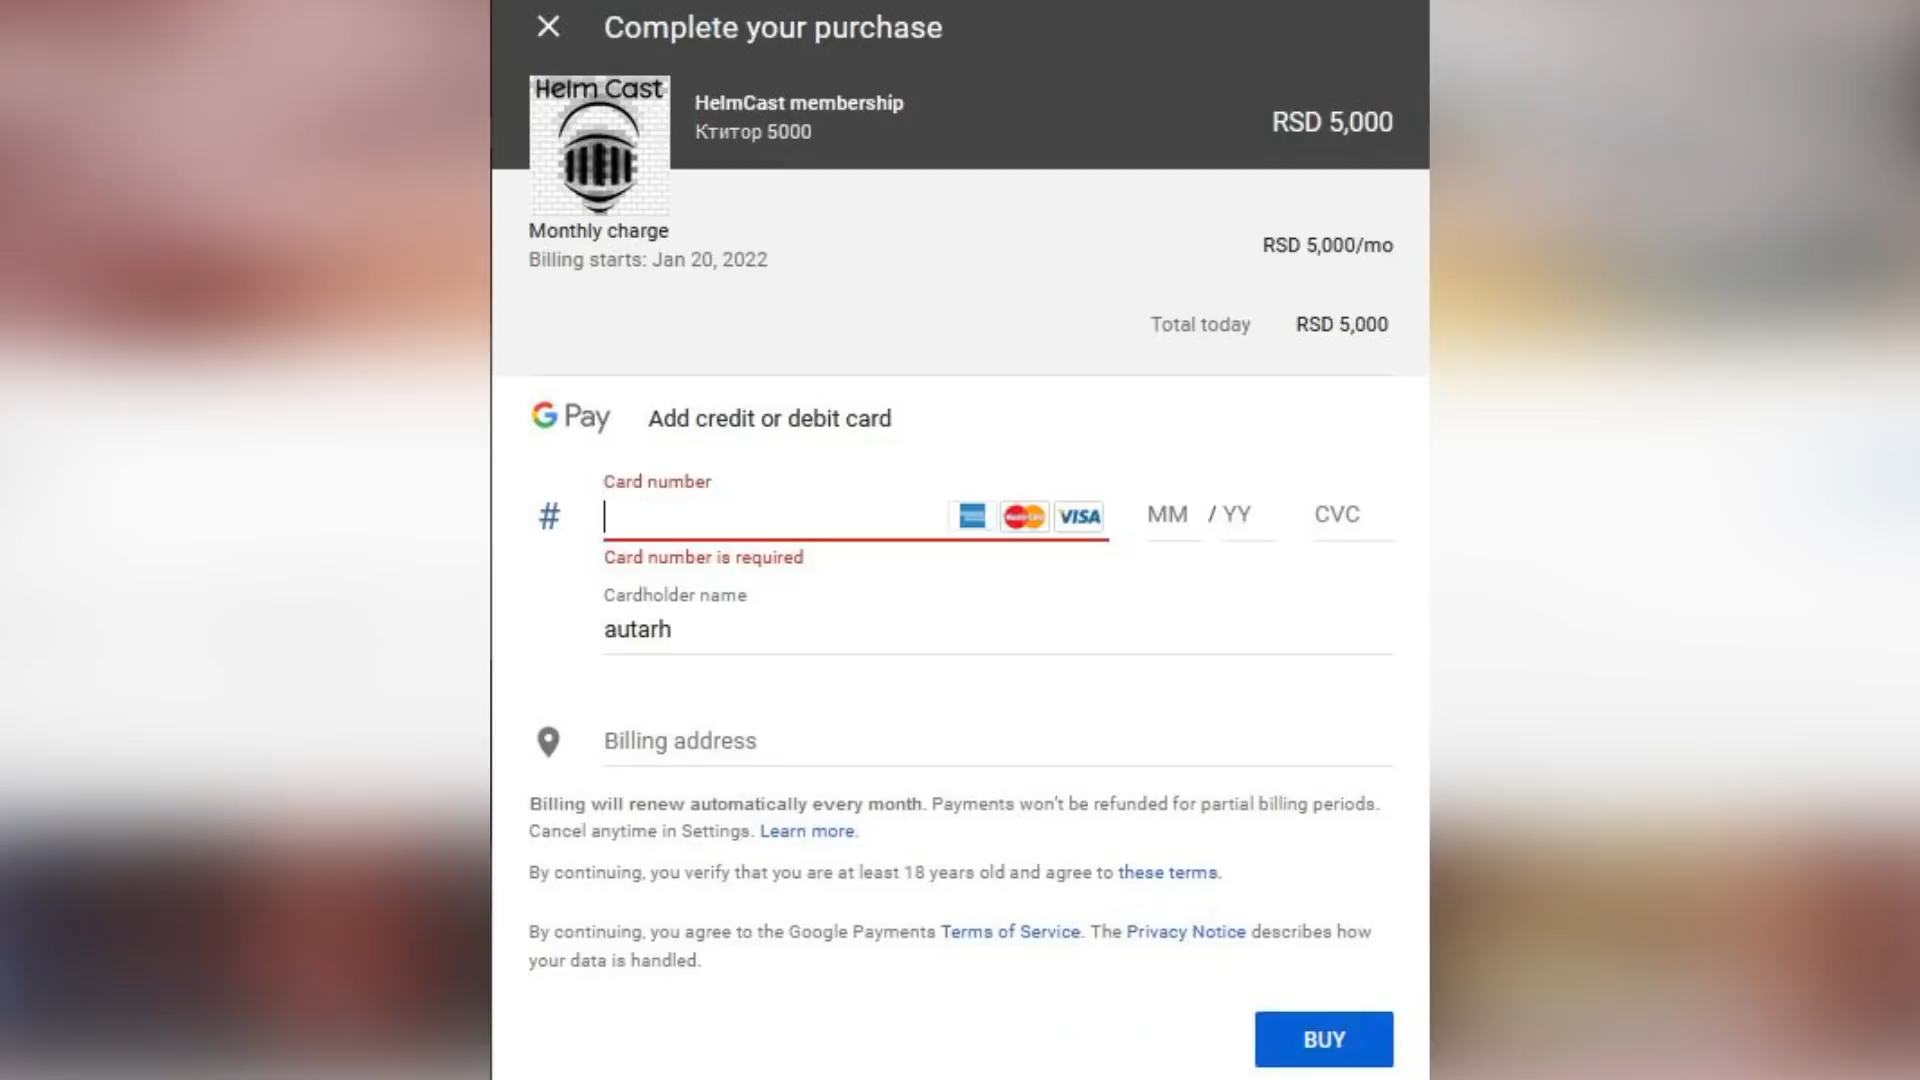 Complete your purchase
Helm Cast
HelmCast membership
Ктитор 5000
RSD 5,000
Monthly charge
Billing starts: Jan 20, 2022
RSD 5,000/mo
Total today RSD 5,000
G Pay Add credit or debit card
Card number
# VISA MM / YY CVC
Card number is required
Cardholder name
autarh
Billing address
Billing will renew automatically every month. Payments won't be refunded for partial billing periods.
Cancel anytime in Settings. Learn more.
By continuing, you verify that you are at least 18 years old and agree to these terms.
By continuing, you agree to the Google Payments Terms of Service. The Privacy Notice describes how
your data is handled.
BUY